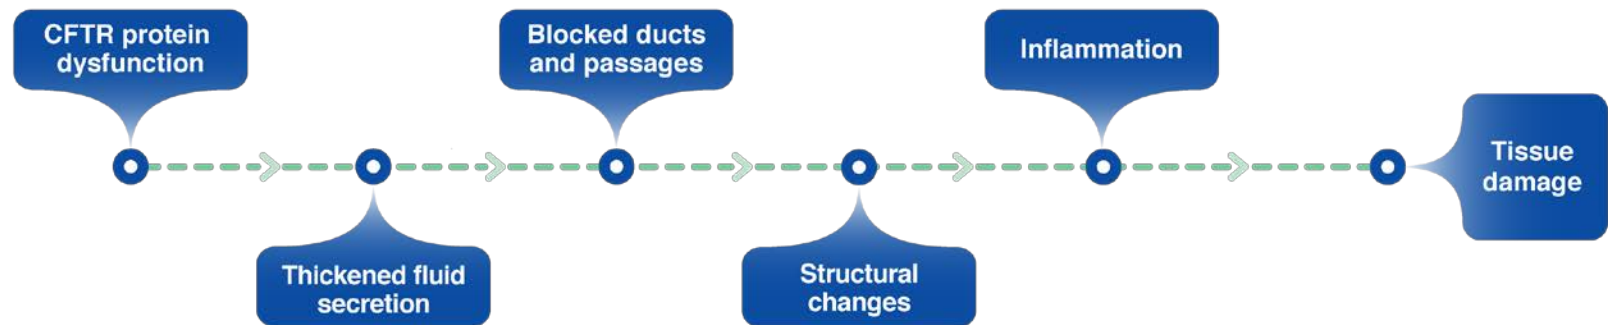 CFTR protein
dysfunction
Thickened fluid
secretion
Blocked ducts
and passages
Structural
changes
Inflammation
Tissue
damage